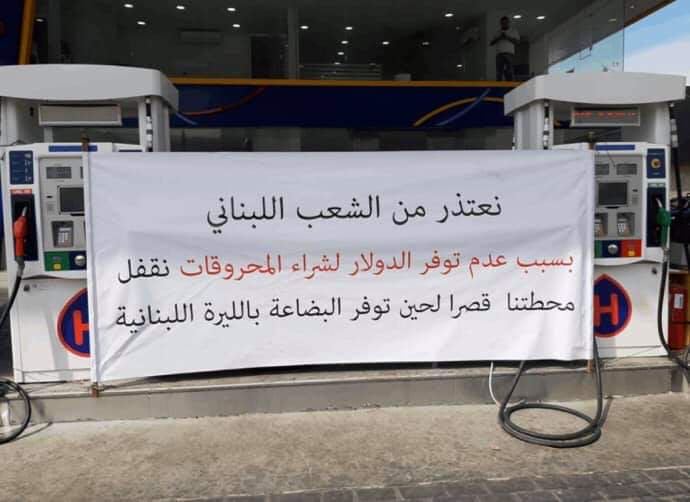 نعتذر من الشعب اللبناني
بسبب عدم توفر الدولار لشراء المحروقات نقفل
محطتنا قصرا لحين توفر البضاعة بالليرة اللبنانية
H
H